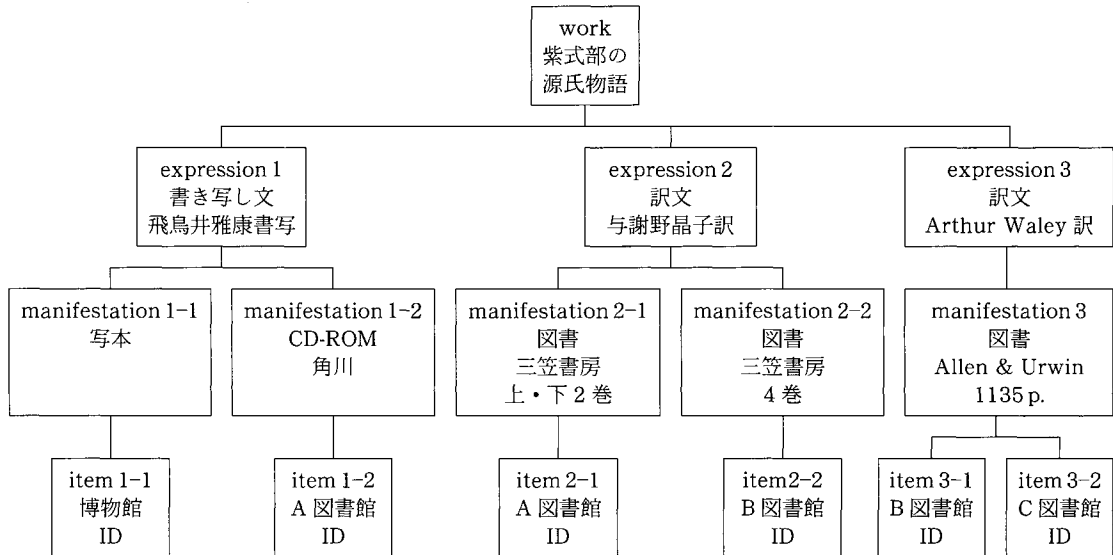 work
紫式部の
源氏物語
expression 1
書き写し文
飛鳥井雅康書写
expression 2
訳文
与謝野晶子訳
expression 3
訳文
Arthur Waley 訳
manifestation 1-1
写本
manifestation 1-2
CD-ROM
角川
manifestation 2-1
図書
三笠書房
上・下 2 巻
manifestation 2-2
図書
三笠書房
4 巻
manifestation 3
図書
Allen & Urwin
1135 p.
item 1-1
博物館
ID
item 1-2
A 図書館
ID
item 2-1
A 図書館
ID
item2-2
B 図書館
ID
item 3-1
B 図書館
ID
item 3-2
C 図書館
ID